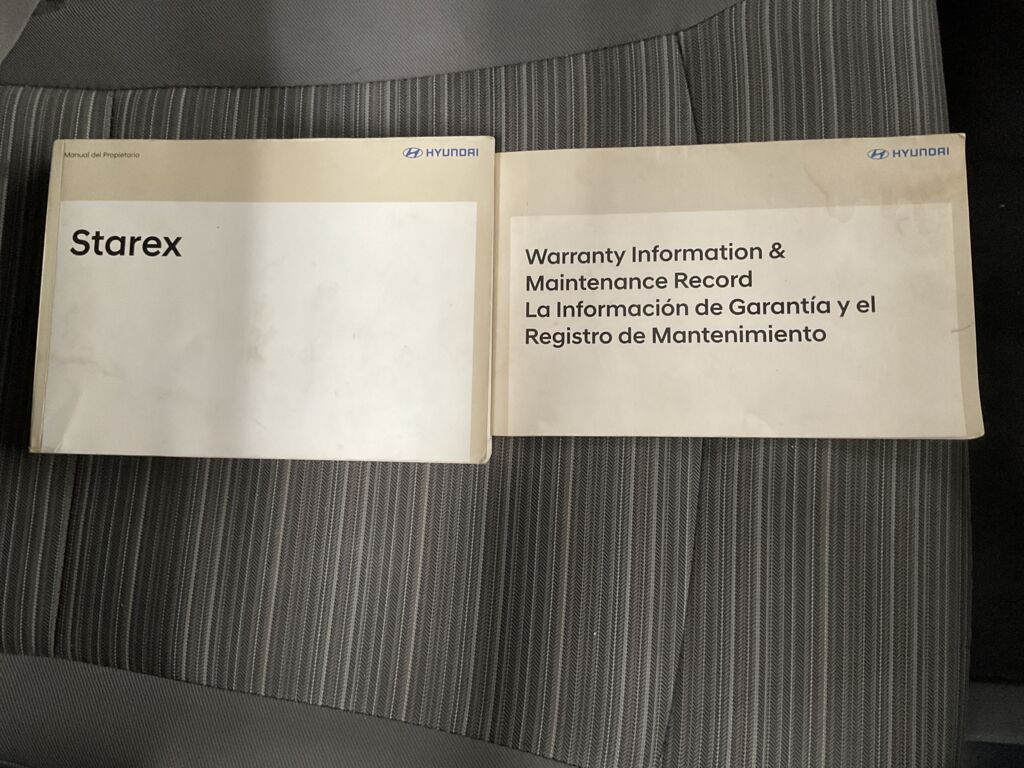 Manual del Propietario
HYUNDAI
Starex
HYUNDAI
Warranty Information &
Maintenance Record
La Información de Garantía y el
Registro de Mantenimiento